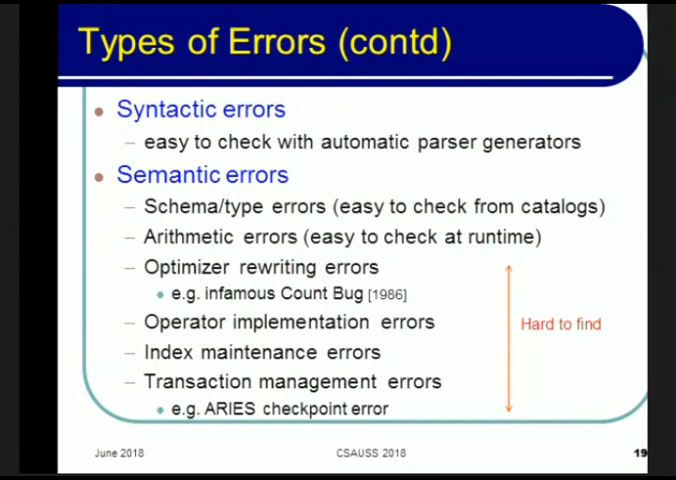 Types of Errors (contd)
Syntactic errors
– easy to check with automatic parser generators
Semantic errors
– Schema/type errors (easy to check from catalogs)
– Arithmetic errors (easy to check at runtime)
– Optimizer rewriting errors
e.g. infamous Count Bug [1986]
– Operator implementation errors
– Index maintenance errors
– Transaction management errors
e.g. ARIES checkpoint error
Hard to find
June 2018
CSAUSS 2018
19